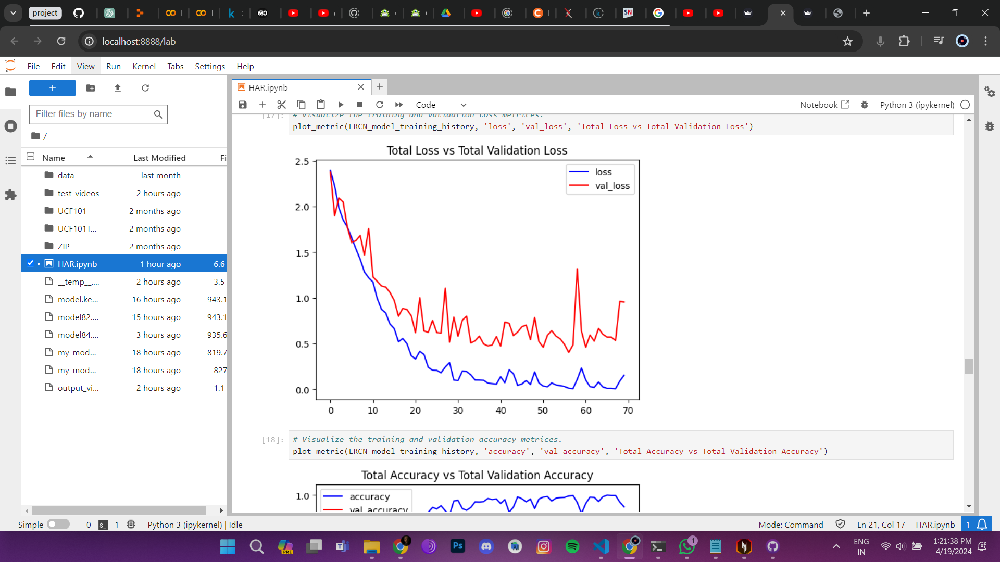 project
localhost:8888/lab
File Edit View Run Kernel Tabs Settings Help
HAR.ipynb
Filter files by name
Code
Notebook
Python 3 (ipykernel)
/
Name Last Modified Fi
data last month
test_videos 2 hours ago
UCF101 2 months ago
UCF101T... 2 months ago
ZIP 2 months ago
HAR.ipynb 1 hour ago 6.6
__temp__.... 2 hours ago 3.5
model.ke... 16 hours ago 943.1
model82.... 15 hours ago 943.1
model84.... 3 hours ago 935.6
my_mod... 18 hours ago 819.7
my_mod... 18 hours ago 827
output_vi... 2 hours ago 1.1
[17]: # Visualize the training and validation loss metrices.
plot_metric(LRCN_model_training_history, 'loss', 'val_loss', 'Total Loss vs Total Validation Loss')
Total Loss vs Total Validation Loss
loss
val_loss
2.5
2.0
1.5
1.0
0.5
0.0
0 10 20 30 40 50 60 70
[18]: # Visualize the training and validation accuracy metrices.
plot_metric(LRCN_model_training_history, 'accuracy', 'val_accuracy', 'Total Accuracy vs Total Validation Accuracy')
Total Accuracy vs Total Validation Accuracy
1.0
accuracy
val_accuracy
Simple 0 1 Python 3 (ipykernel) | Idle
Mode: Command Ln 21, Col 17 HAR.ipynb 1
PRE
Ps
1
ENG
IN
1:21:38 PM
4/19/2024